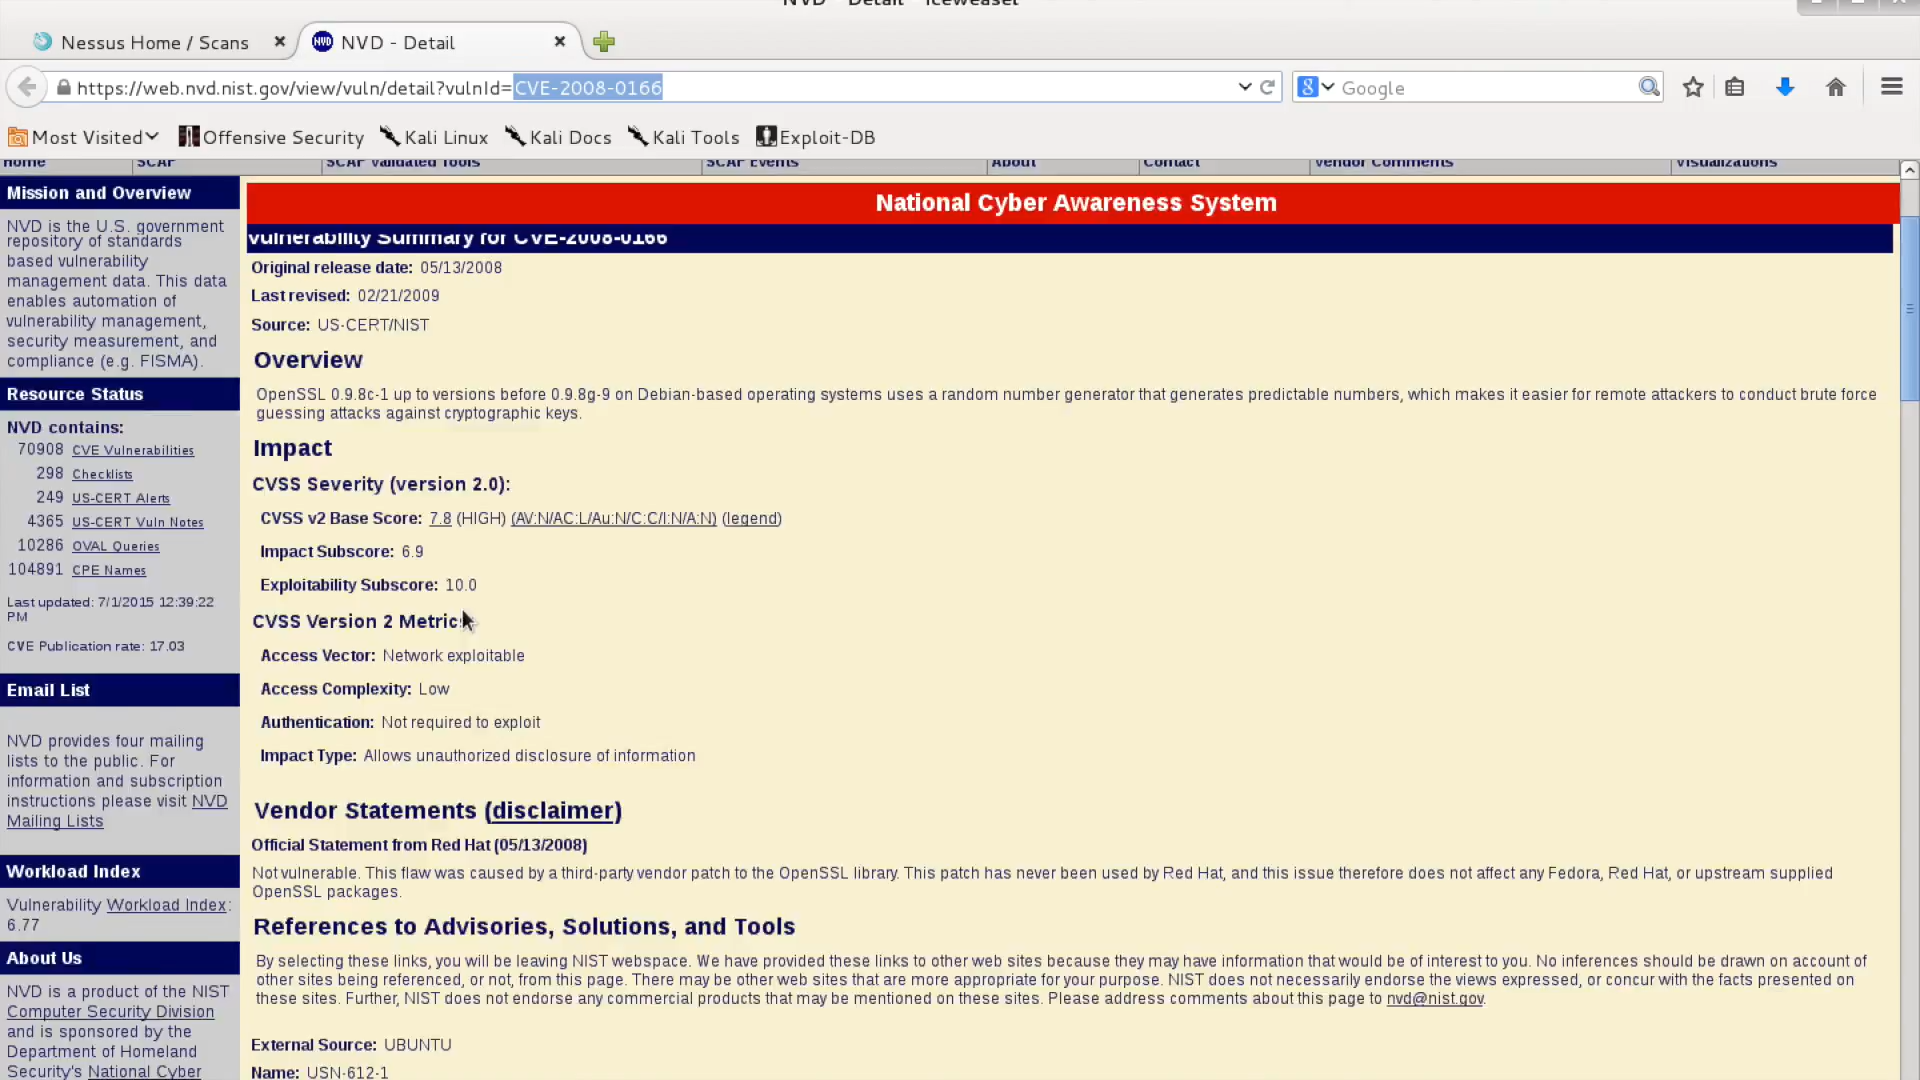 NVD - Detail - Iceweasel
Nessus Home / Scans
NVD - Detail
https://web.nvd.nist.gov/view/vuln/detail?vulnId=CVE-2008-0166
Google
Most Visited
Offensive Security
Kali Linux
Kali Docs
Kali Tools
Exploit-DB
Home
SCAP
SCAP Validated Tools
SCAP Events
About
Contact
Vendor Comments
Visualizations
Mission and Overview
NVD is the U.S. government
repository of standards
based vulnerability
management data. This data
enables automation of
vulnerability management,
security measurement, and
compliance (e.g. FISMA).
Resource Status
NVD contains:
70908 CVE Vulnerabilities
298 Checklists
249 US-CERT Alerts
4365 US-CERT Vuln Notes
10286 OVAL Queries
104891 CPE Names
Last updated: 7/1/2015 12:39:22
PM
CVE Publication rate: 17.03
Email List
NVD provides four mailing
lists to the public. For
information and subscription
instructions please visit NVD
Mailing Lists
Workload Index
Vulnerability Workload Index:
6.77
About Us
NVD is a product of the NIST
Computer Security Division
and is sponsored by the
Department of Homeland
Security's National Cyber
National Cyber Awareness System
Vulnerability Summary for CVE-2008-0166
Original release date: 05/13/2008
Last revised: 02/21/2009
Source: US-CERT/NIST
Overview
OpenSSL 0.9.8c-1 up to versions before 0.9.8g-9 on Debian-based operating systems uses a random number generator that generates predictable numbers, which makes it easier for remote attackers to conduct brute force
guessing attacks against cryptographic keys.
Impact
CVSS Severity (version 2.0):
CVSS v2 Base Score: 7.8 (HIGH) (AV:N/AC:L/Au:N/C:C/I:N/A:N) (legend)
Impact Subscore: 6.9
Exploitability Subscore: 10.0
CVSS Version 2 Metrics
Access Vector: Network exploitable
Access Complexity: Low
Authentication: Not required to exploit
Impact Type: Allows unauthorized disclosure of information
Vendor Statements (disclaimer)
Official Statement from Red Hat (05/13/2008)
Not vulnerable. This flaw was caused by a third-party vendor patch to the OpenSSL library. This patch has never been used by Red Hat, and this issue therefore does not affect any Fedora, Red Hat, or upstream supplied
OpenSSL packages.
References to Advisories, Solutions, and Tools
By selecting these links, you will be leaving NIST webspace. We have provided these links to other web sites because they may have information that would be of interest to you. No inferences should be drawn on account of
other sites being referenced, or not, from this page. There may be other web sites that are more appropriate for your purpose. NIST does not necessarily endorse the views expressed, or concur with the facts presented on
these sites. Further, NIST does not endorse any commercial products that may be mentioned on these sites. Please address comments about this page to nvd@nist.gov.
External Source: UBUNTU
Name: USN-612-1